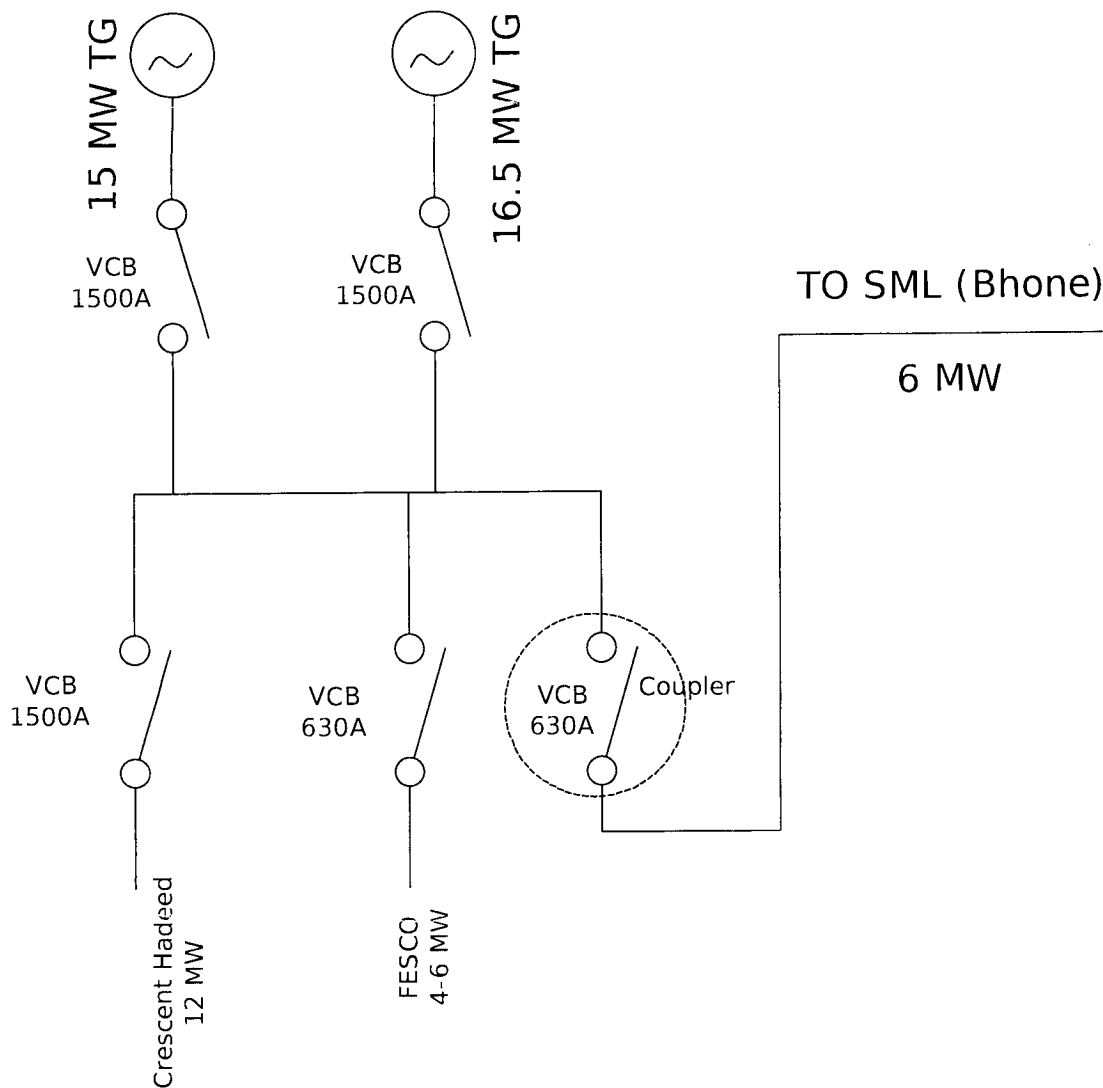 15 MW TG
16.5 MW TG
VCB
1500A
VCB
1500A
TO SML (Bhone)
6 MW
VCB
1500A
VCB
630A
VCB
630A
Coupler
Crescent Hadeed
12 MW
FESCO
4-6 MW